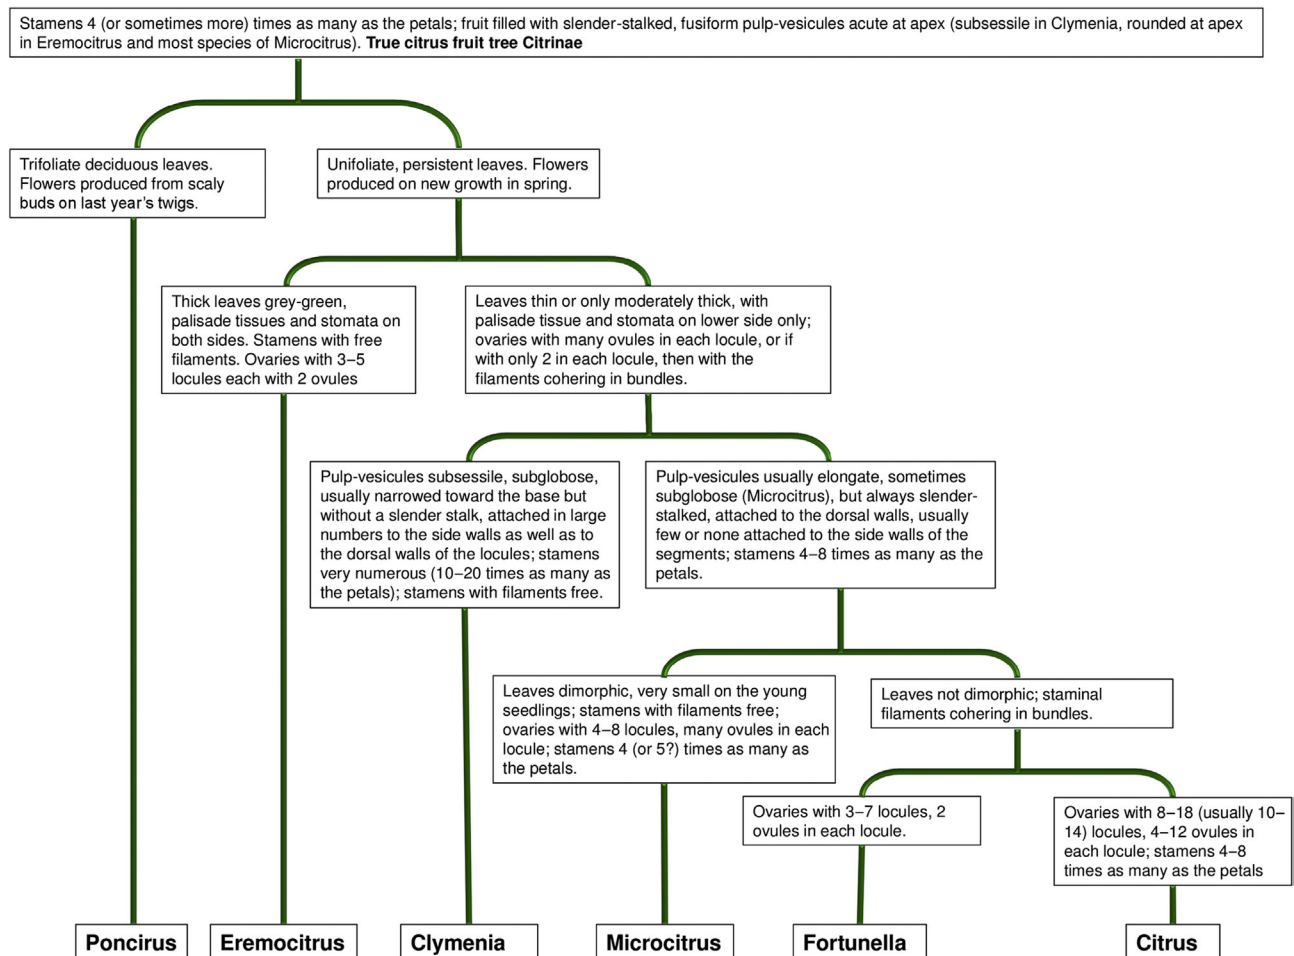 Stamens 4 (or sometimes more) times as many as the petals; fruit filled with slender-stalked, fusiform pulp-vesicules acute at apex (subsessile in Clymenia, rounded at apex
in Eremocitrus and most species of Microcitrus). True citrus fruit tree Citrinae
Trifoliate deciduous leaves.
Flowers produced from scaly
buds on last year's twigs.
Unifoliate, persistent leaves. Flowers
produced on new growth in spring.
Thick leaves grey-green,
palisade tissues and stomata on
both sides. Stamens with free
filaments. Ovaries with 3–5
locules each with 2 ovules
Leaves thin or only moderately thick, with
palisade tissue and stomata on lower side only;
ovaries with many ovules in each locule, or if
with only 2 in each locule, then with the
filaments cohering in bundles.
Pulp-vesicules subsessile, subglobose,
usually narrowed toward the base but
without a slender stalk, attached in large
numbers to the side walls as well as to
the dorsal walls of the locules; stamens
very numerous (10–20 times as many as
the petals); stamens with filaments free.
Pulp-vesicules usually elongate, sometimes
subglobose (Microcitrus), but always slender-
stalked, attached to the dorsal walls, usually
few or none attached to the side walls of the
segments; stamens 4–8 times as many as the
petals.
Leaves dimorphic, very small on the young
seedlings; stamens with filaments free;
ovaries with 4–8 locules, many ovules in each
locule; stamens 4 (or 5?) times as many as
the petals.
Leaves not dimorphic; staminal
filaments cohering in bundles.
Ovaries with 3–7 locules, 2
ovules in each locule.
Ovaries with 8–18 (usually 10–
14) locules, 4–12 ovules in
each locule; stamens 4–8
times as many as the petals
Poncirus
Eremocitrus
Clymenia
Microcitrus
Fortunella
Citrus